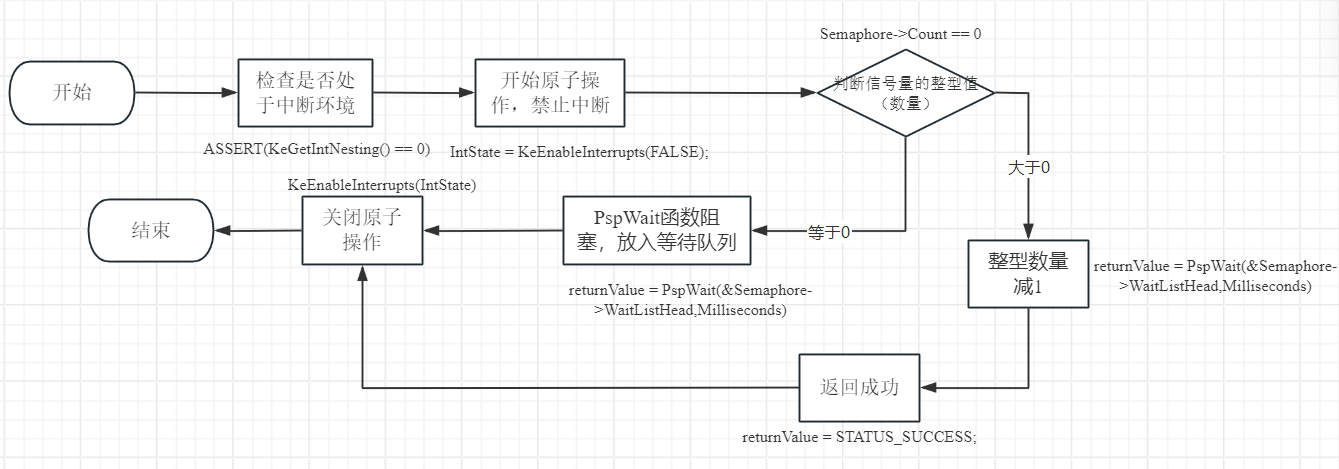 Semaphore->Count == 0
开始
检查是否处
于中断环境
开始原子操
作，禁止中断
判断信号量的整型值
（数量）
ASSERT(KeGetIntNesting() == 0)
IntState = KeEnableInterrupts(FALSE);
大于0
KeEnableInterrupts(IntState)
结束
关闭原子
操作
PspWait函数阻
塞，放入等待队列
等于0
整型数量
减1
returnValue = PspWait(&Semaphore-
>WaitListHead,Milliseconds)
returnValue = PspWait(&Semaphore-
>WaitListHead,Milliseconds)
返回成功
returnValue = STATUS_SUCCESS;